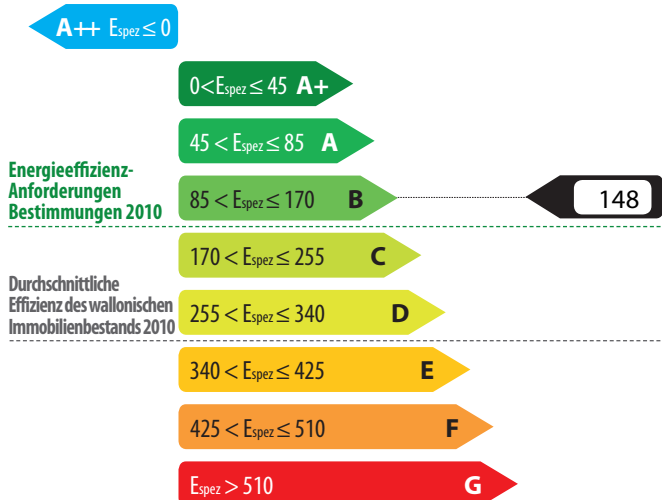 A++ Espez ≤ 0
0<Espez ≤ 45 A+
45 < Espez ≤ 85 A
Energieeffizienz-
Anforderungen
Bestimmungen 2010
85 < Espez ≤ 170 B
148
170 < Espez ≤ 255 C
Durchschnittliche
Effizienz des wallonischen
Immobilienbestands 2010
255 < Espez ≤ 340 D
340 < Espez ≤ 425 E
425 < Espez ≤ 510 F
Espez > 510 G